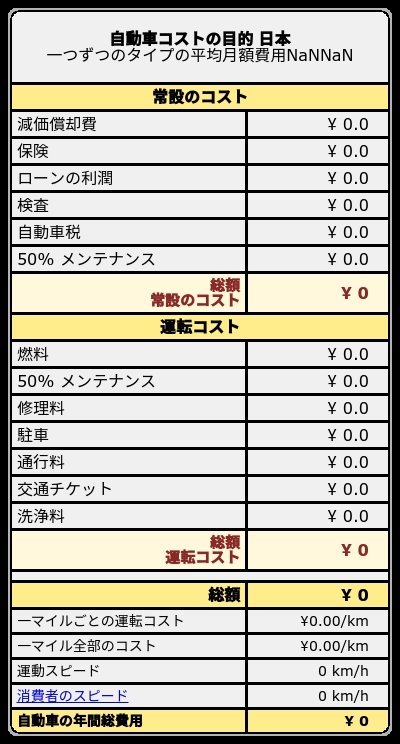 自動車コストの目的 日本
一つずつのタイプの平均月額費用NaNNaN
常設のコスト
減価償却費 ¥ 0.0
保険 ¥ 0.0
ローンの利潤 ¥ 0.0
検査 ¥ 0.0
自動車税 ¥ 0.0
50% メンテナンス ¥ 0.0
総額
常設のコスト ¥ 0
運転コスト
燃料 ¥ 0.0
50% メンテナンス ¥ 0.0
修理料 ¥ 0.0
駐車 ¥ 0.0
通行料 ¥ 0.0
交通チケット ¥ 0.0
洗浄料 ¥ 0.0
総額
運転コスト ¥ 0
総額 ¥ 0
一マイルごとの運転コスト ¥0.00/km
一マイル全部のコスト ¥0.00/km
運動スピード 0 km/h
消費者のスピード 0 km/h
自動車の年間総費用 ¥ 0